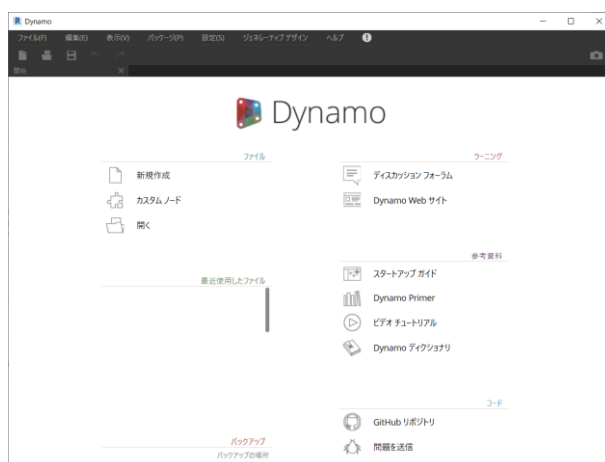 Dynamo
ファイル(F) 編集(E) 表示(V) パッケージ(P) 設定(S) ジェネレーティブ デザイン ヘルプ
開始
Dynamo
ファイル
新規作成
カスタム ノード
開く
最近使用したファイル
バックアップ
バックアップの場所
ラーニング
ディスカッション フォーラム
Dynamo Web サイト
参考資料
スタートアップ ガイド
Dynamo Primer
ビデオ チュートリアル
Dynamo ディクショナリ
コード
GitHub リポジトリ
問題を送信